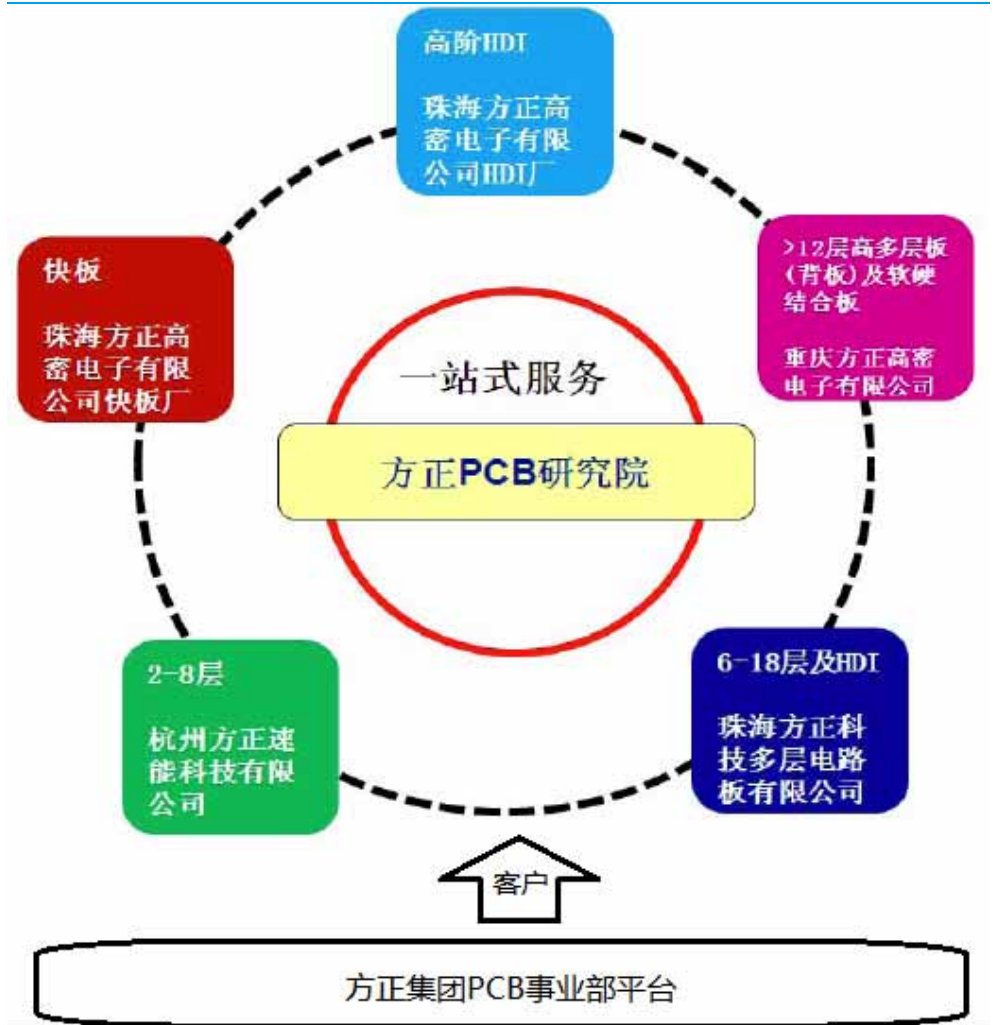 高阶HDI
珠海方正高
密电子有限
公司HDI厂
快板
珠海方正高
密电子有限
公司快板厂
>12层高多层板
(背板)及软硬
结合板
重庆方正高密
电子有限公司
一站式服务
方正PCB研究院
2-8层
杭州方正速
能科技有限
公司
6-18层及HDI
珠海方正科
技多层电路
板有限公司
客户
方正集团PCB事业部平台